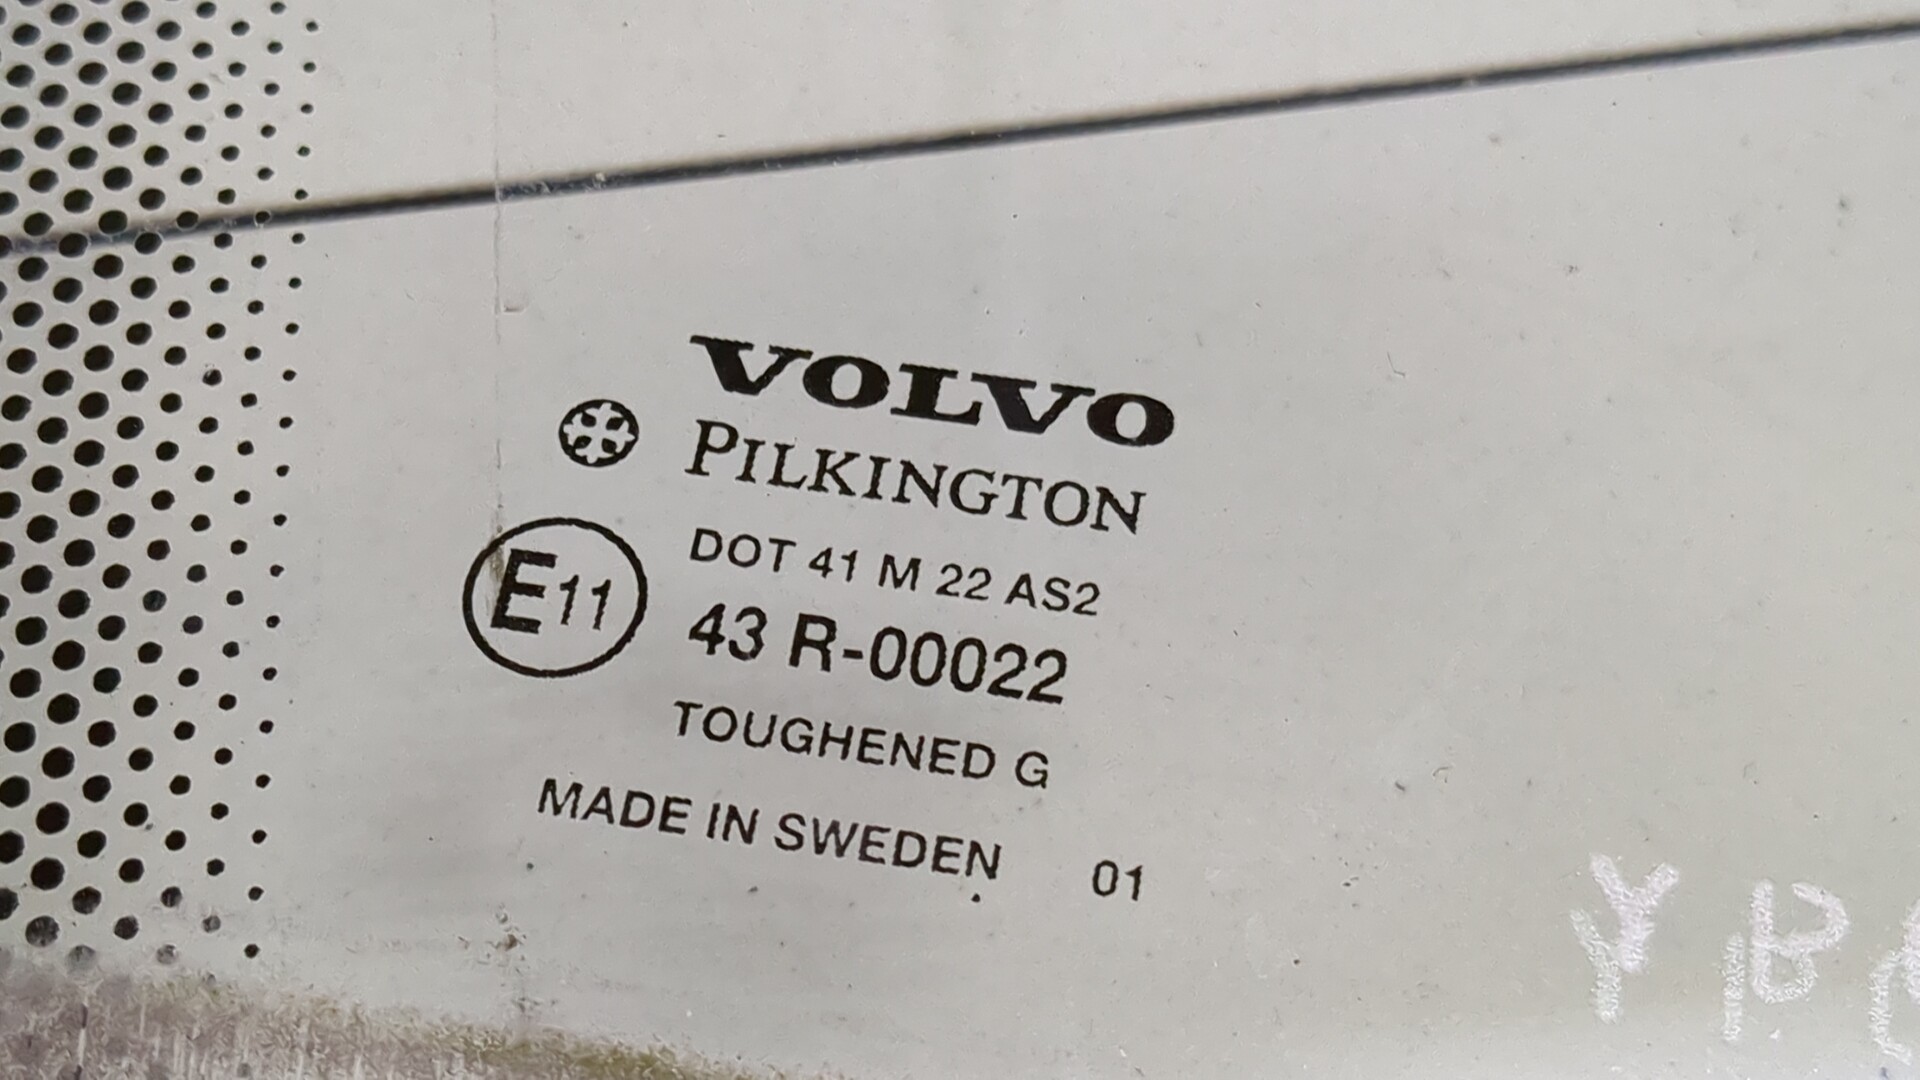 VOLVO
PILKINGTON
E11
DOT 41 M 22 AS2
43 R-00022
TOUGHENED G
MADE IN SWEDEN 01